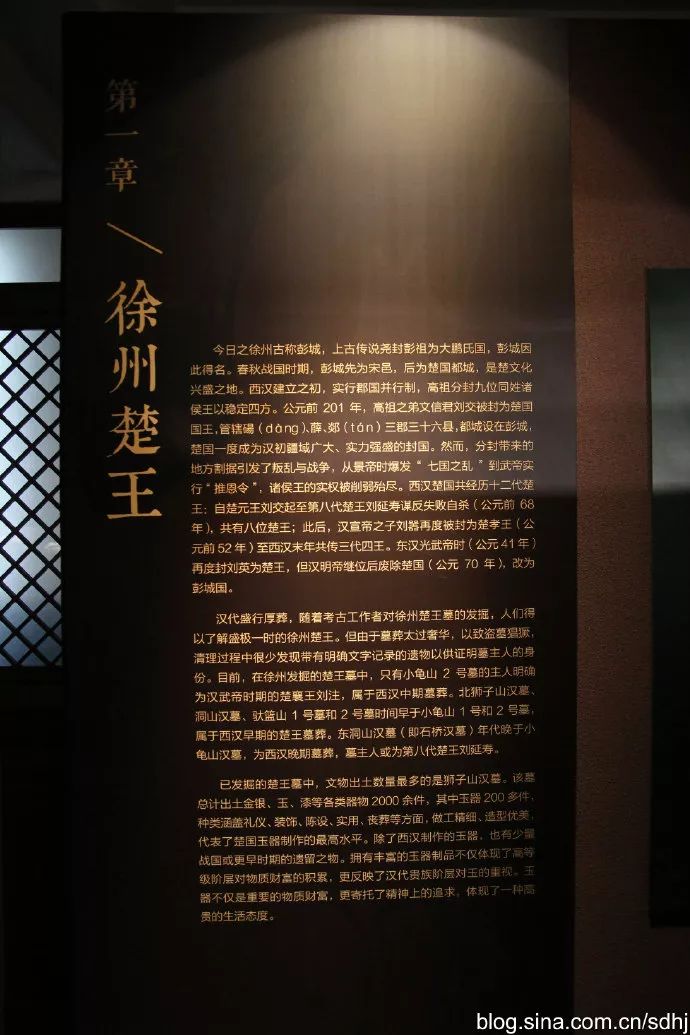 第一章
徐州楚王
今日之徐州古称彭城，上古传说尧封彭祖为大鹏氏国，彭城因
此得名。春秋战国时期，彭城先为宋邑，后为楚国都城，是楚文化
兴盛之地。西汉建立之初，实行郡国并行制，高祖分封九位同姓诸
侯王以稳定四方。公元前 201 年，高祖之弟文信君刘交被封为楚国
国王，管辖砀（dàng）、薛、郯（tán）三郡三十六县，都城设在彭城，
楚国一度成为汉初疆域广大、实力强盛的封国。然而，分封带来的
地方割据引发了叛乱与战争，从景帝时爆发“七国之乱”到武帝实
行“推恩令”，诸侯王的实权被削弱殆尽。西汉楚国共经历十二代楚
王：自楚元王刘交起至第八代楚王刘延寿谋反失败自杀（公元前 68
年），共有八位楚王；此后，汉宣帝之子刘嚣再度被封为楚孝王（公
元前52年）至西汉末年共传三代四王。东汉光武帝时（公元41年）
再度封刘英为楚王，但汉明帝继位后废除楚国（公元 70 年），改为
彭城国。
汉代盛行厚葬，随着考古工作者对徐州楚王墓的发掘，人们得
以了解盛极一时的徐州楚王。但由于墓葬太过奢华，以致盗墓猖獗，
清理过程中很少发现带有明确文字记录的遗物以供证明墓主人的身
份。目前，在徐州发掘的楚王墓中，只有小龟山 2 号墓的主人明确
为汉武帝时期的楚襄王刘注，属于西汉中期墓葬。北狮子山汉墓、
洞山汉墓、驮篮山 1 号墓和 2 号墓时间早于小龟山 1 号和 2 号墓，
属于西汉早期的楚王墓葬。东洞山汉墓（即石桥汉墓）年代晚于小
龟山汉墓，为西汉晚期墓葬，墓主人或为第八代楚王刘延寿。
已发掘的楚王墓中，文物出土数量最多的是狮子山汉墓。该墓
总计出土金银、玉、漆等各类器物 2000 余件，其中玉器 200 多件，
种类涵盖礼仪、装饰、陈设、实用、丧葬等方面，做工精细、造型优美，
代表了楚国玉器制作的最高水平。除了西汉制作的玉器，也有少量
战国或更早时期的遗留之物。拥有丰富的玉器制品不仅体现了高等
级阶层对物质财富的积累，更反映了汉代贵族阶层对玉的重视。玉
器不仅是重要的物质财富，更寄托了精神上的追求，体现了一种高
贵的生活态度。
blog.sina.com.cn/sdhj